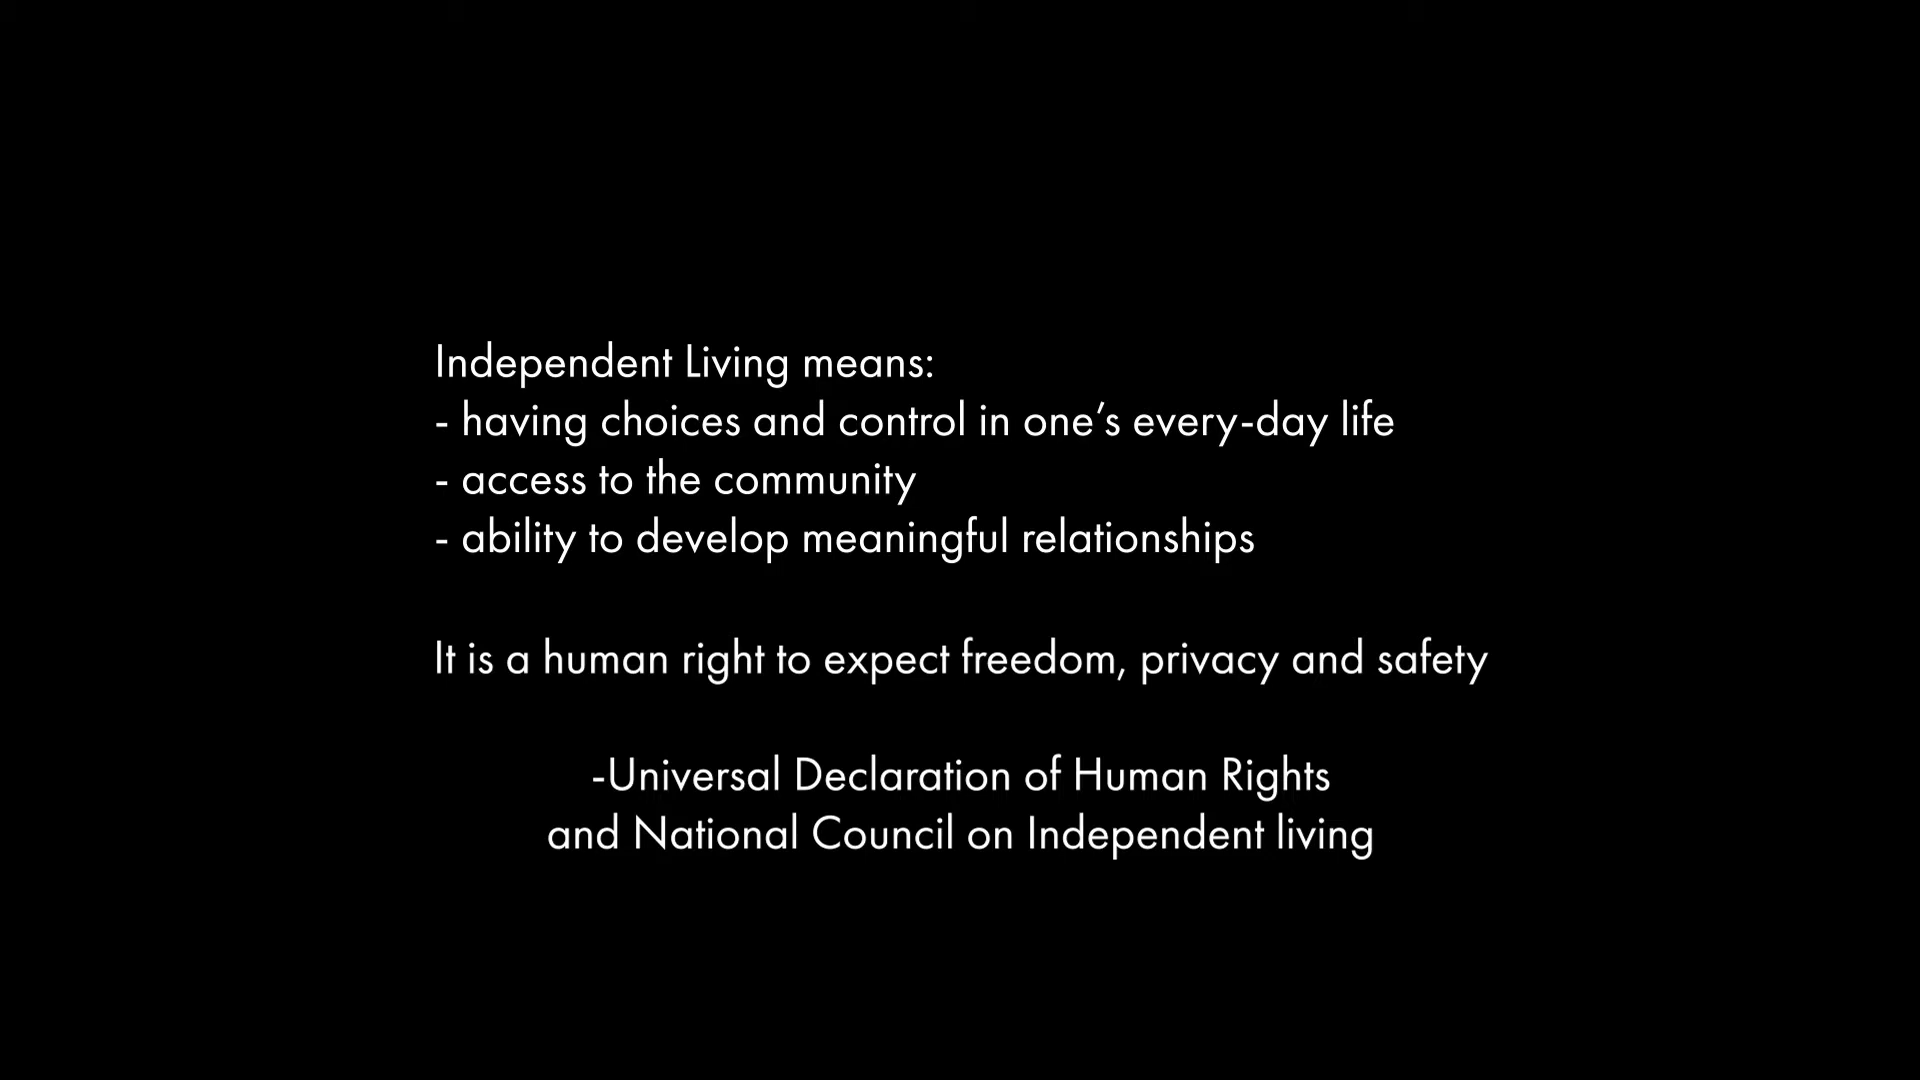 Independent Living means:
- having choices and control in one’s every-day life
- access to the community
- ability to develop meaningful relationships
It is a human right to expect freedom, privacy and safety
-Universal Declaration of Human Rights
and National Council on Independent living